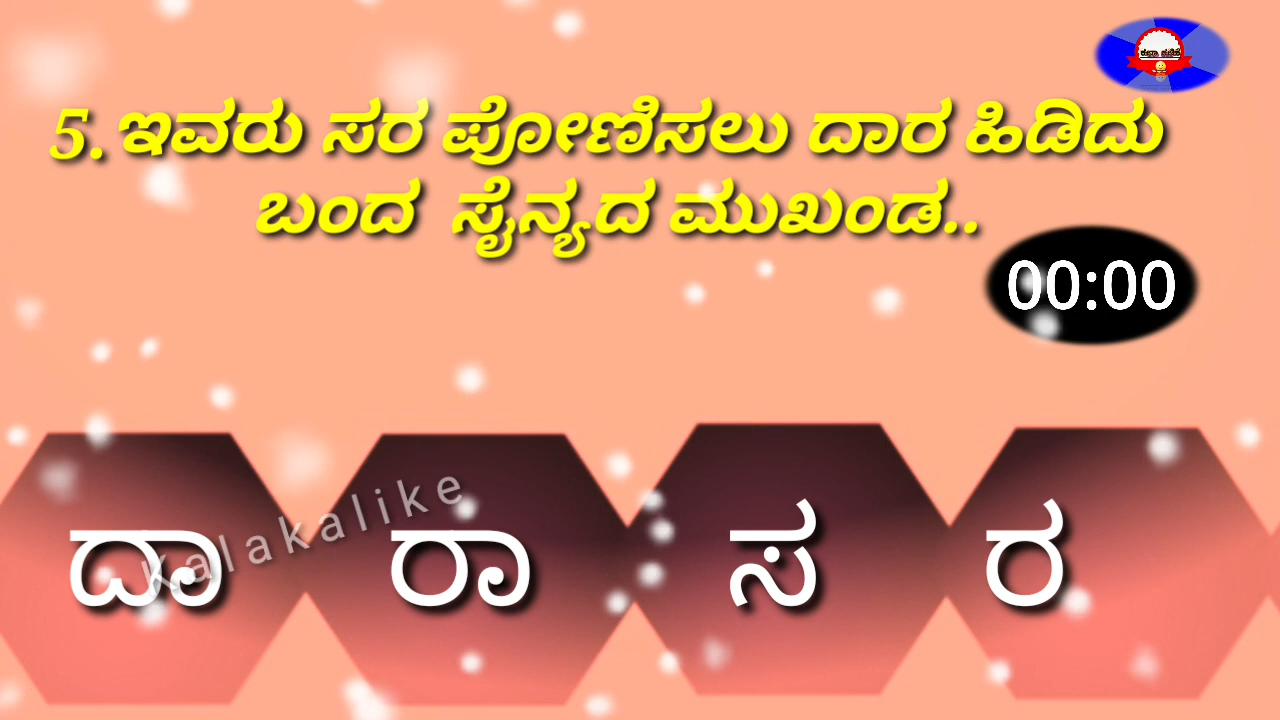 5. ಇವರು ಸರ ಪೋಣಿಸಲು ದಾರ ಹಿಡಿದು
ಬಂದ ಸೈನ್ಯದ ಮುಖಂಡ..
00:00
ದಾ ರಾ ಸ ರ
Kalakalike